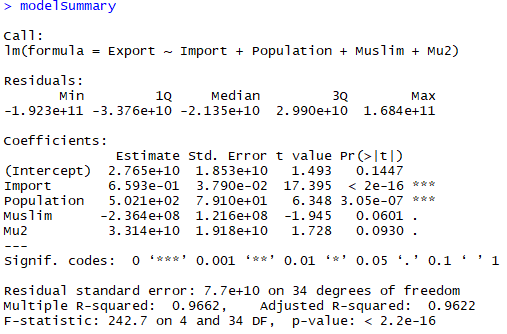 > modelSummary
Call:
lm(formula = Export ~ Import + Population + Muslim + Mu2)
Residuals:
       Min         1Q     Median         3Q        Max
-1.923e+11 -3.376e+10 -2.135e+10  2.990e+10  1.684e+11
Coefficients:
              Estimate Std. Error t value Pr(>|t|)
(Intercept)  2.765e+10  1.853e+10   1.493   0.1447
Import       6.593e-01  3.790e-02  17.395  < 2e-16 ***
Population   5.021e+02  7.910e+01   6.348 3.05e-07 ***
Muslim      -2.364e+08  1.216e+08  -1.945   0.0601 .
Mu2          3.314e+10  1.918e+10   1.728   0.0930 .
---
Signif. codes:  0 ‘***’ 0.001 ‘**’ 0.01 ‘*’ 0.05 ‘.’ 0.1 ‘ ’ 1
Residual standard error: 7.7e+10 on 34 degrees of freedom
Multiple R-squared:  0.9662,    Adjusted R-squared:  0.9622
F-statistic: 242.7 on 4 and 34 DF,  p-value: < 2.2e-16